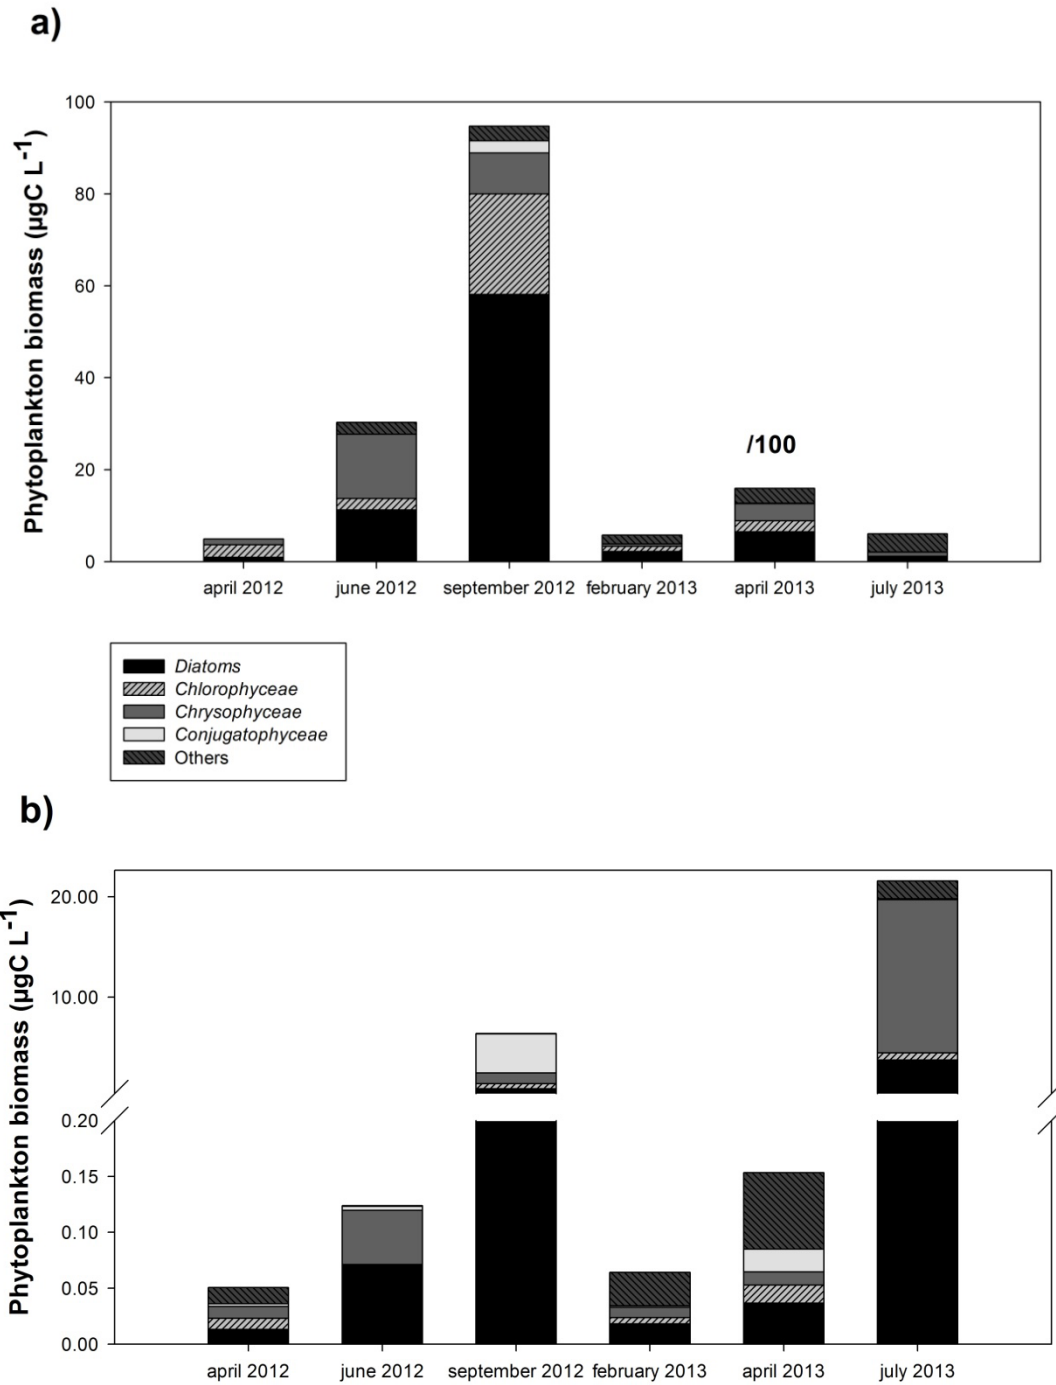 a)
Phytoplankton biomass (µgC L⁻¹)
100
80
60
40
20
0
/100
april 2012
june 2012
september 2012
february 2013
april 2013
july 2013
Diatoms
Chlorophyceae
Chrysophyceae
Conjugatophyceae
Others
b)
Phytoplankton biomass (µgC L⁻¹)
20.00
10.00
0.20
0.15
0.10
0.05
0.00
april 2012
june 2012
september 2012
february 2013
april 2013
july 2013